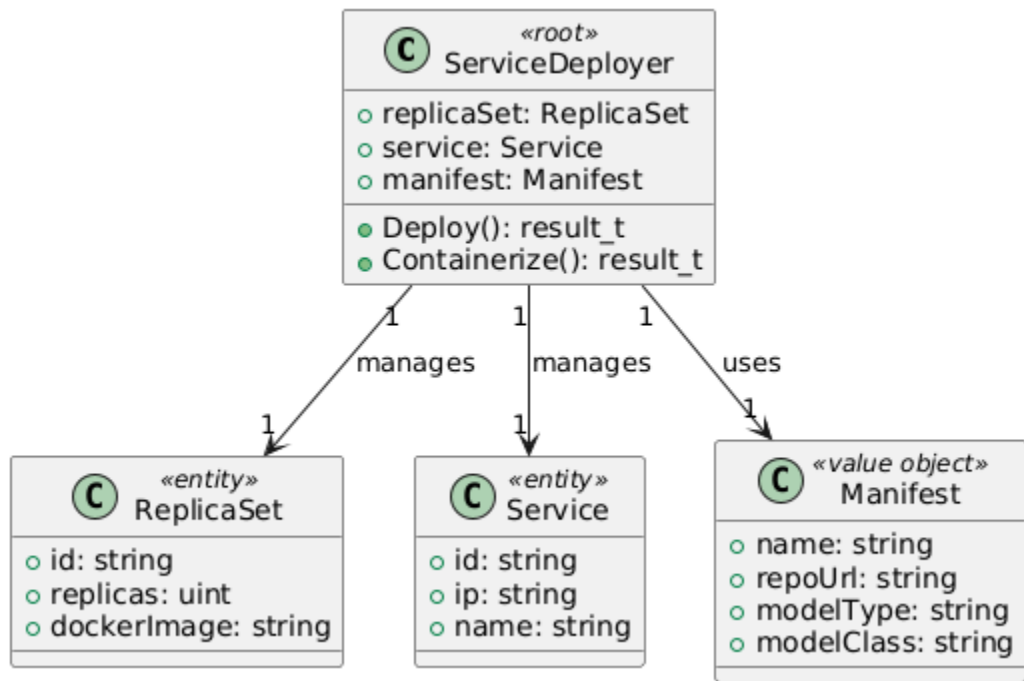 C «root»
ServiceDeployer
replicaSet: ReplicaSet
service: Service
manifest: Manifest
Deploy(): result_t
Containerize(): result_t
1 1 1
manages manages uses
1 1 1
C «entity»
ReplicaSet
id: string
replicas: uint
dockerImage: string
C «entity»
Service
id: string
ip: string
name: string
C «value object»
Manifest
name: string
repoUrl: string
modelType: string
modelClass: string